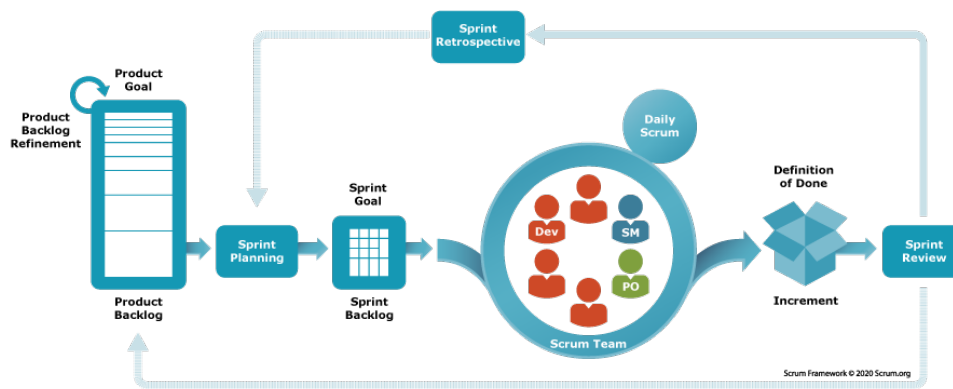 Sprint
Retrospective
Product
Goal
Product
Backlog
Refinement
Daily
Scrum
Sprint
Goal
Definition
of Done
Dev
SM
Sprint
Planning
Sprint
Review
PO
Product
Backlog
Sprint
Backlog
Increment
Scrum Team
Scrum Framework © 2020 Scrum.org